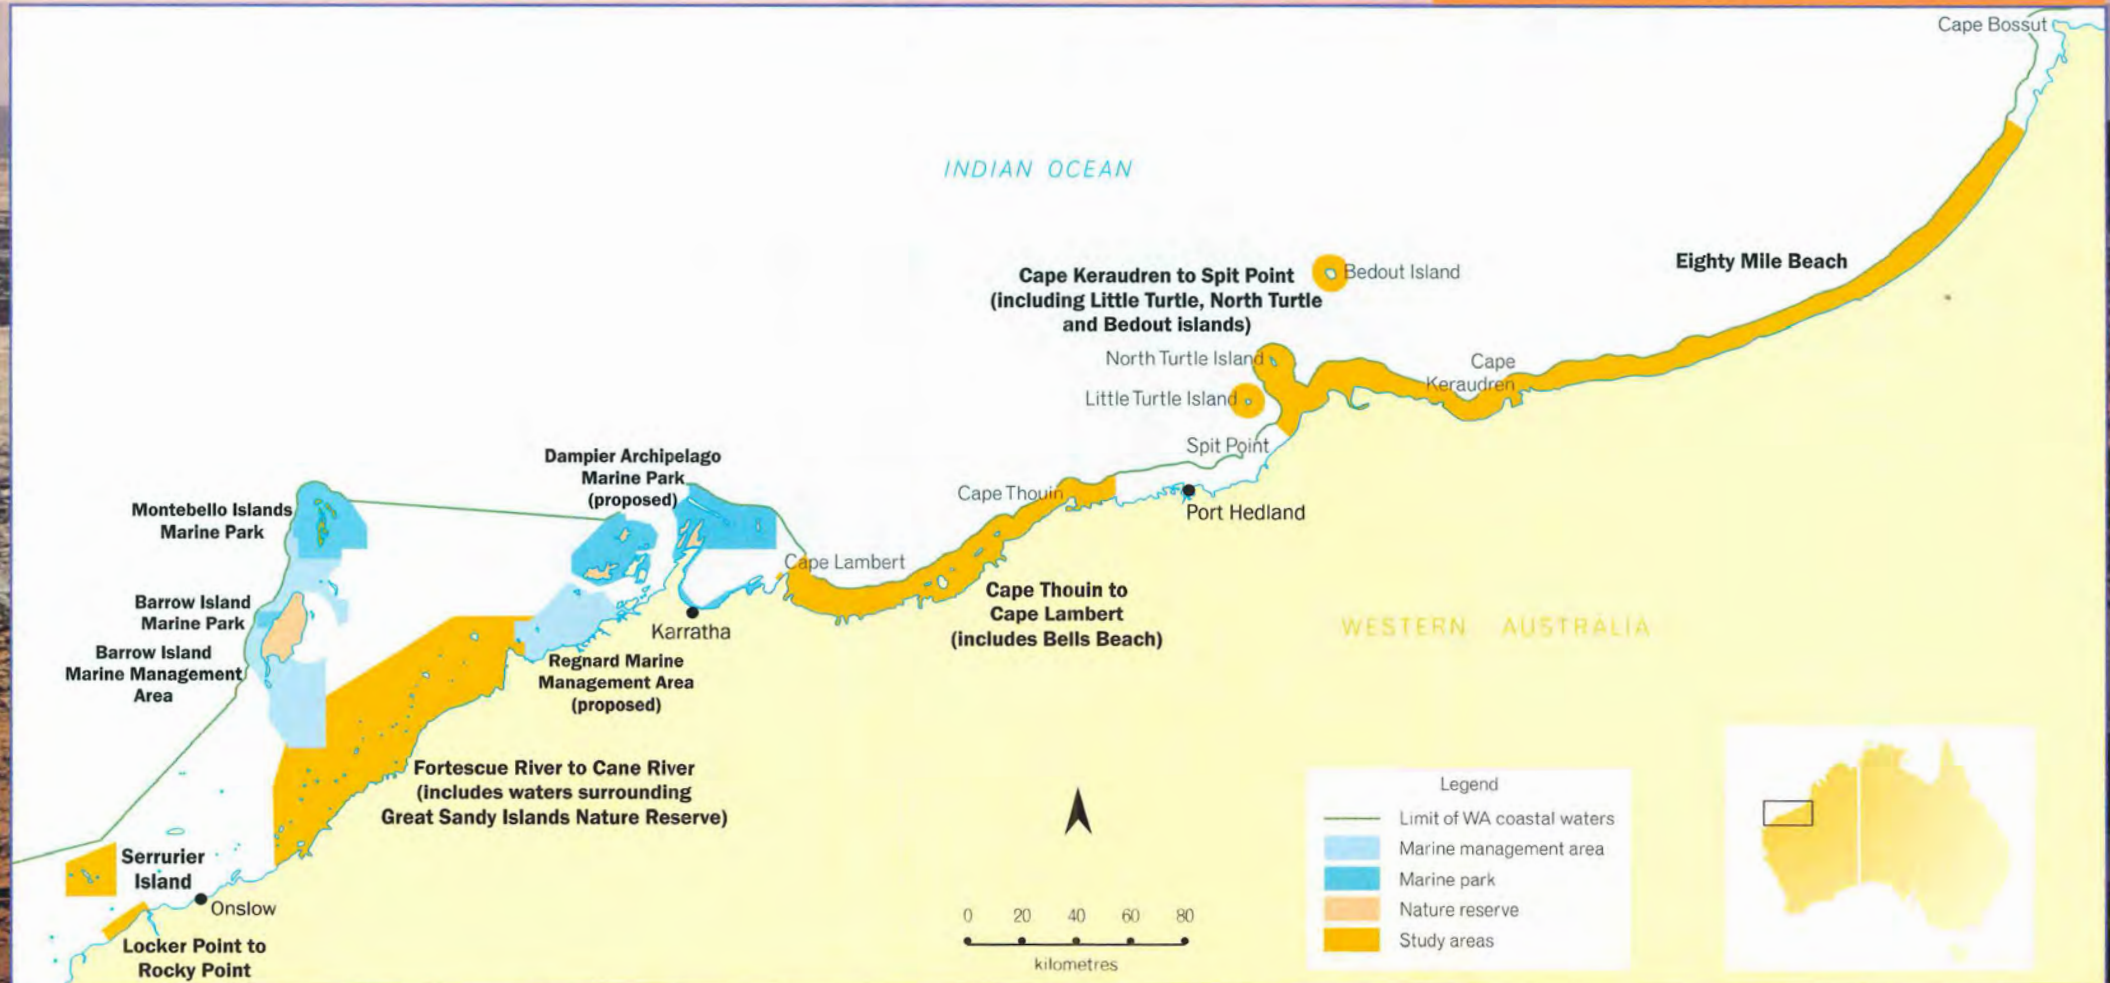 Cape Bossut
INDIAN OCEAN
Cape Keraudren to Spit Point
(including Little Turtle, North Turtle
and Bedout islands)
Bedout Island
Eighty Mile Beach
North Turtle Island
Cape
Keraudren
Little Turtle Island
Spit Point
Dampier Archipelago
Marine Park
(proposed)
Cape Thouin
Port Hedland
Montebello Islands
Marine Park
Cape Lambert
Cape Thouin to
Cape Lambert
(includes Bells Beach)
Barrow Island
Marine Park
Karratha
WESTERN AUSTRALIA
Barrow Island
Marine Management
Area
Regnard Marine
Management Area
(proposed)
Fortescue River to Cane River
(includes waters surrounding
Great Sandy Islands Nature Reserve)
Serrurier
Island
Onslow
Locker Point to
Rocky Point
0 20 40 60 80
kilometres
Legend
Limit of WA coastal waters
Marine management area
Marine park
Nature reserve
Study areas